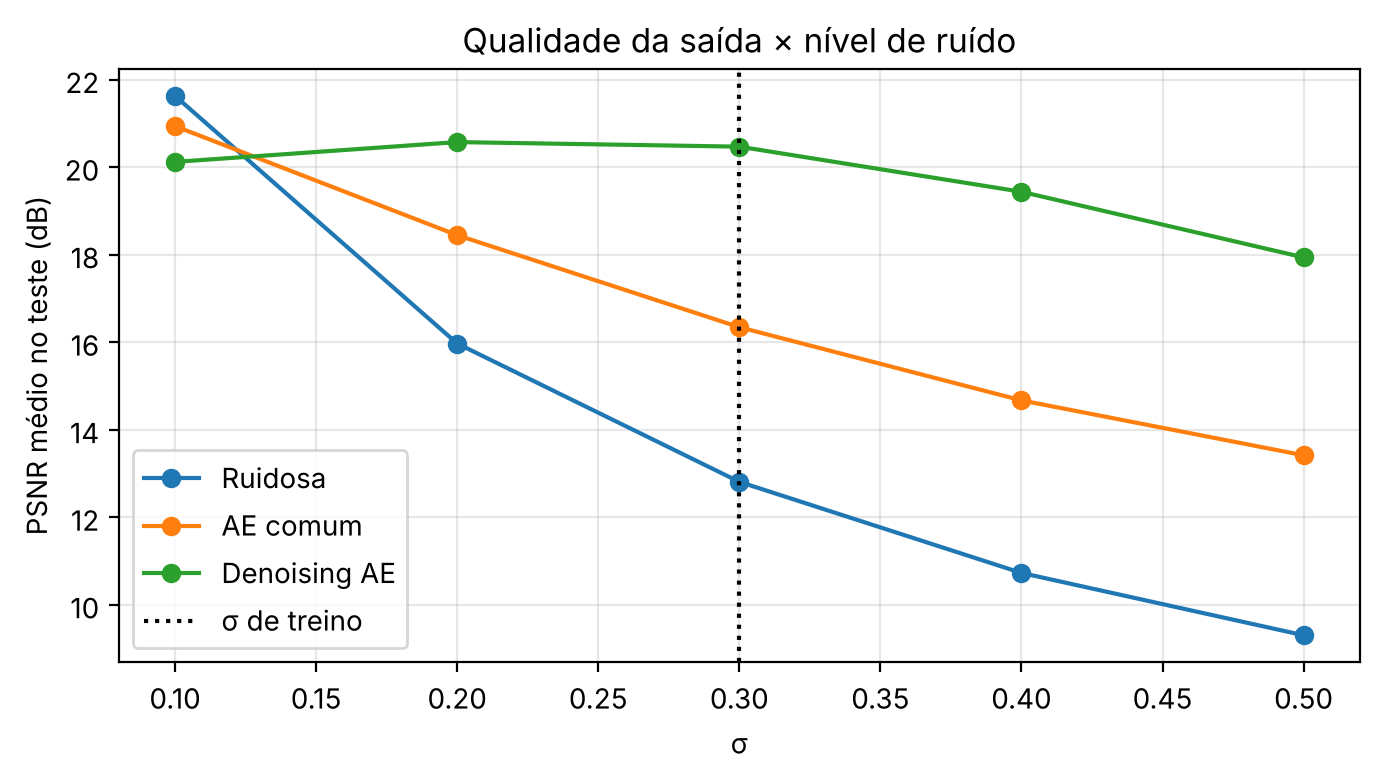 Qualidade da saída × nível de ruído
PSNR médio no teste (dB)
22
20
18
16
14
12
10
Ruidosa
AE comum
Denoising AE
σ de treino
0.10 0.15 0.20 0.25 0.30 0.35 0.40 0.45 0.50
σ